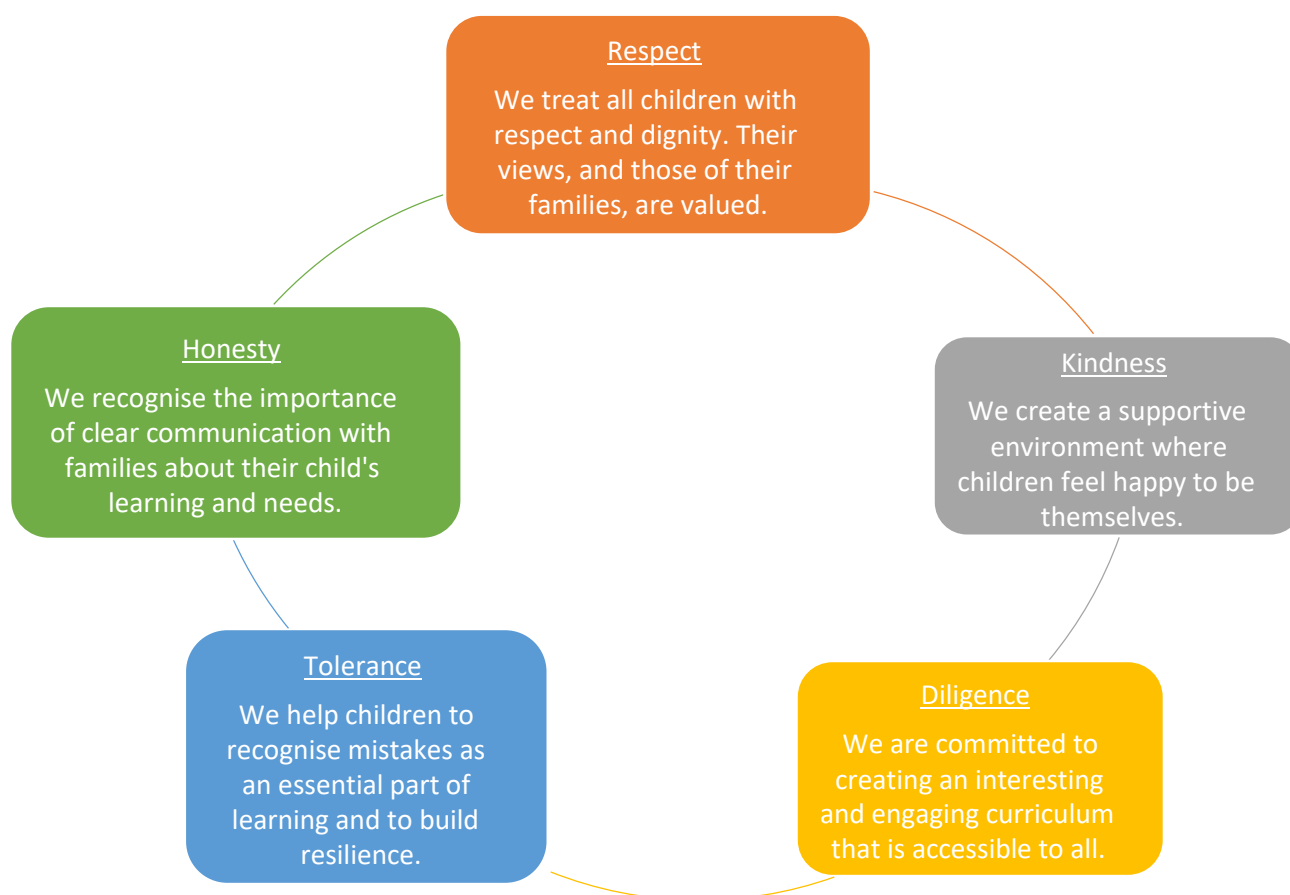 Respect
We treat all children with
respect and dignity. Their
views, and those of their
families, are valued.
Kindness
We create a supportive
environment where
children feel happy to be
themselves.
Diligence
We are committed to
creating an interesting
and engaging curriculum
that is accessible to all.
Tolerance
We help children to
recognise mistakes as
an essential part of
learning and to build
resilience.
Honesty
We recognise the importance
of clear communication with
families about their child's
learning and needs.